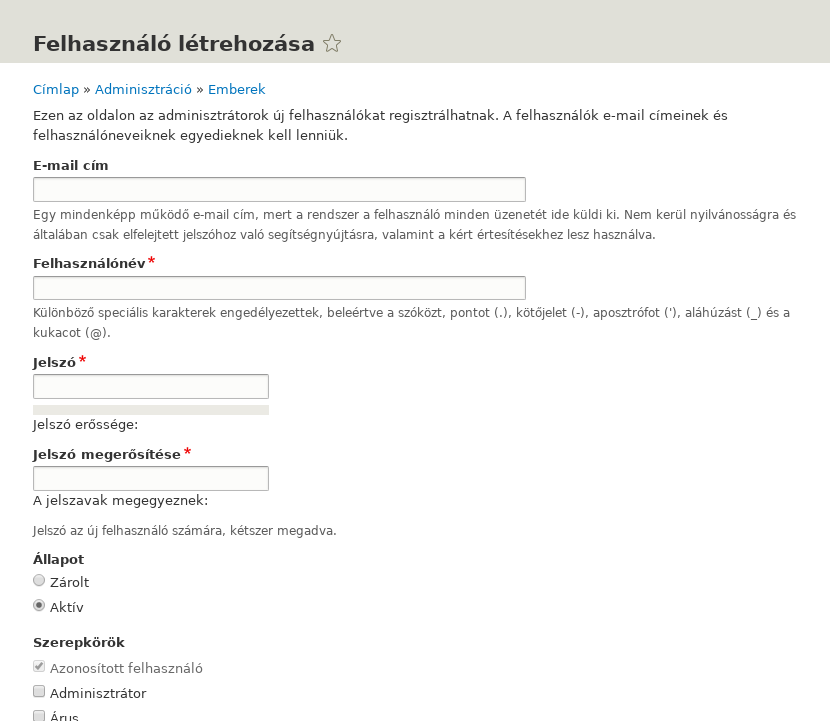 Felhasználó létrehozása
Címlap » Adminisztráció » Emberek
Ezen az oldalon az adminisztrátorok új felhasználókat regisztrálhatnak. A felhasználók e-mail címeinek és
felhasználóneveiknek egyedieknek kell lenniük.
E-mail cím
Egy mindenképp működő e-mail cím, mert a rendszer a felhasználó minden üzenetét ide küldi ki. Nem kerül nyilvánosságra és
általában csak elfelejtett jelszóhoz való segítségnyújtásra, valamint a kért értesítésekhez lesz használva.
Felhasználónév*
Különböző speciális karakterek engedélyezettek, beleértve a szóközt, pontot (.), kötőjelet (-), aposztrófot ('), aláhúzást (_) és a
kukacot (@).
Jelszó*
Jelszó erőssége:
Jelszó megerősítése*
A jelszavak megegyeznek:
Jelszó az új felhasználó számára, kétszer megadva.
Állapot
Zárolt
Aktív
Szerepkörök
Azonosított felhasználó
Adminisztrátor
Árus